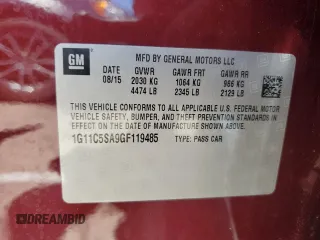 GM
MFD BY GENERAL MOTORS LLC
08/15 GVWR GAWR FRT GAWR RR
2030 KG 1064 KG 966 KG
4474 LB 2345 LB 2129 LB
THIS VEHICLE CONFORMS TO ALL APPLICABLE U.S. FEDERAL MOTOR
VEHICLE SAFETY, BUMPER, AND THEFT PREVENTION STANDARDS IN
EFFECT ON THE DATE OF MANUFACTURE SHOWN ABOVE.
1G11C5SA9GF119485 TYPE: PASS CAR
DREAMBID